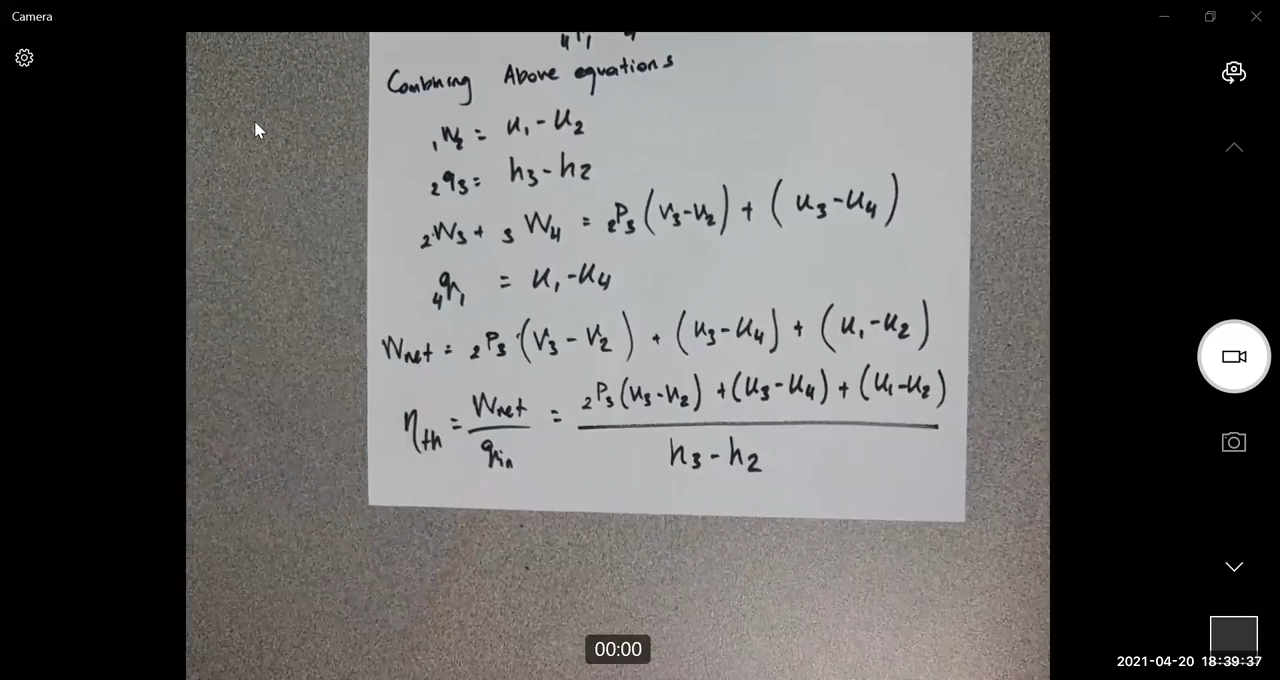 Camera
Combining Above equations
₁W₂ = u₁ - u₂
₂q₃ = h₃ - h₂
₂W₃ + ₃W₄ = ₂P₃ (V₃ - V₂) + (u₃ - u₄)
₄q₁ = u₁ - u₄
Wnet = ₂P₃ (V₃ - V₂) + (u₃ - u₄) + (u₁ - u₂)
ηth = Wnet / qin = ₂P₃ (v₃ - v₂) + (u₃ - u₄) + (u₁ - u₂) / h₃ - h₂
00:00
2021-04-20 18:39:37